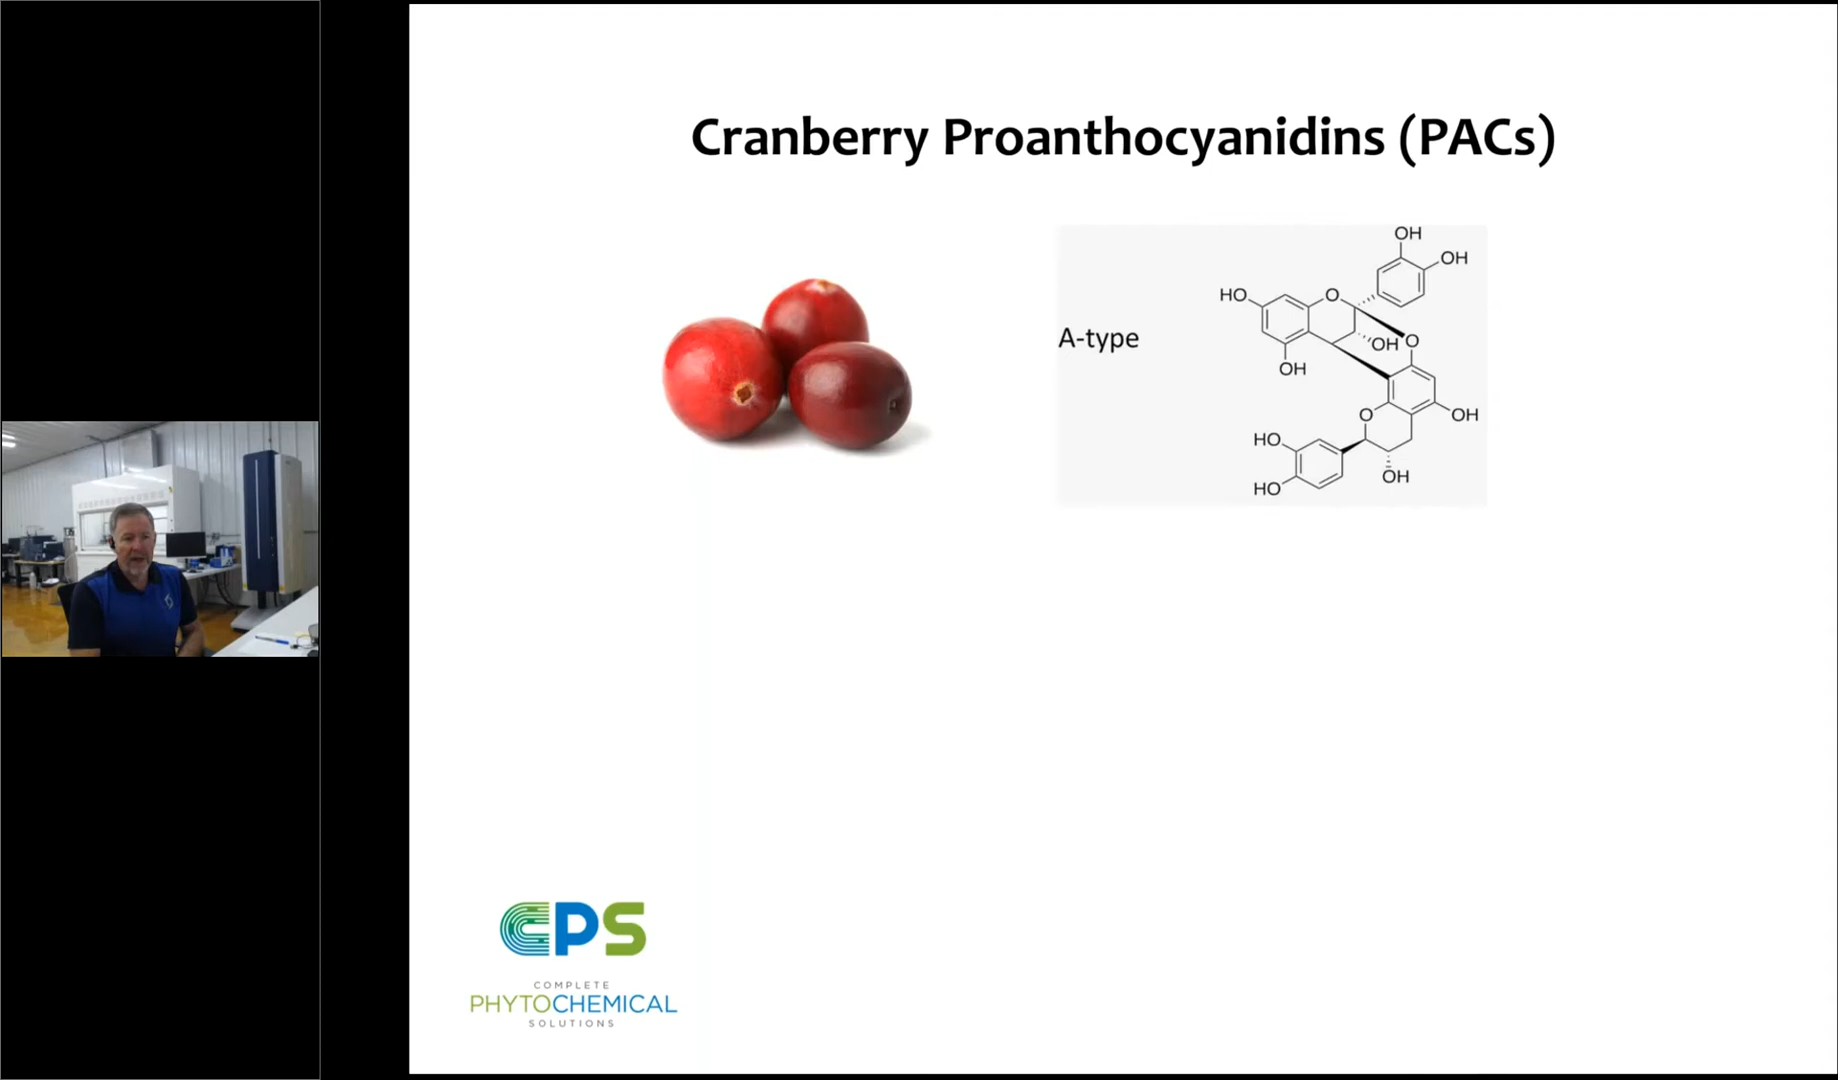 Cranberry Proanthocyanidins (PACs)
A-type
OH
OH
HO
O
OH
O
OH
O
OH
HO
OH
HO
CPS
COMPLETE
PHYTOCHEMICAL
SOLUTIONS